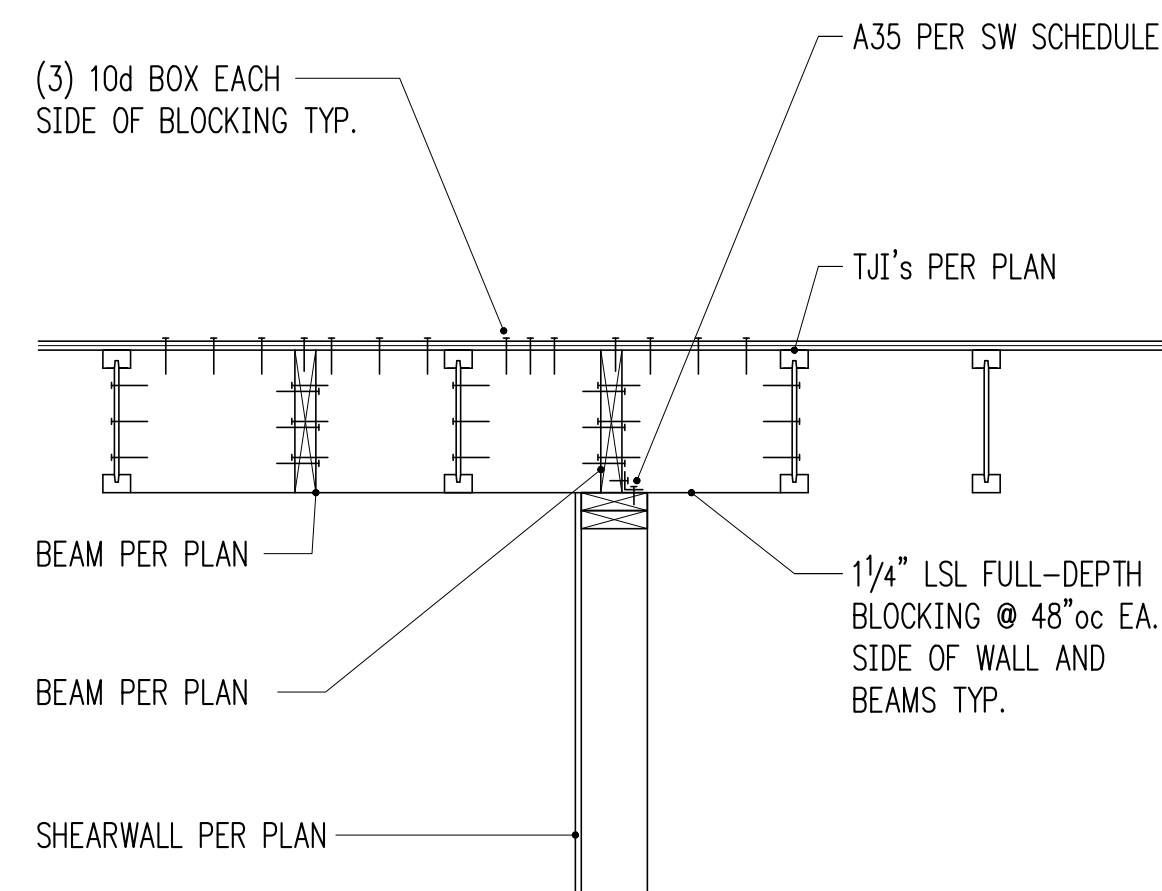 A35 PER SW SCHEDULE
(3) 10d BOX EACH
SIDE OF BLOCKING TYP.
TJI's PER PLAN
BEAM PER PLAN
1 1/4" LSL FULL-DEPTH
BLOCKING @ 48"oc EA.
SIDE OF WALL AND
BEAMS TYP.
BEAM PER PLAN
SHEARWALL PER PLAN